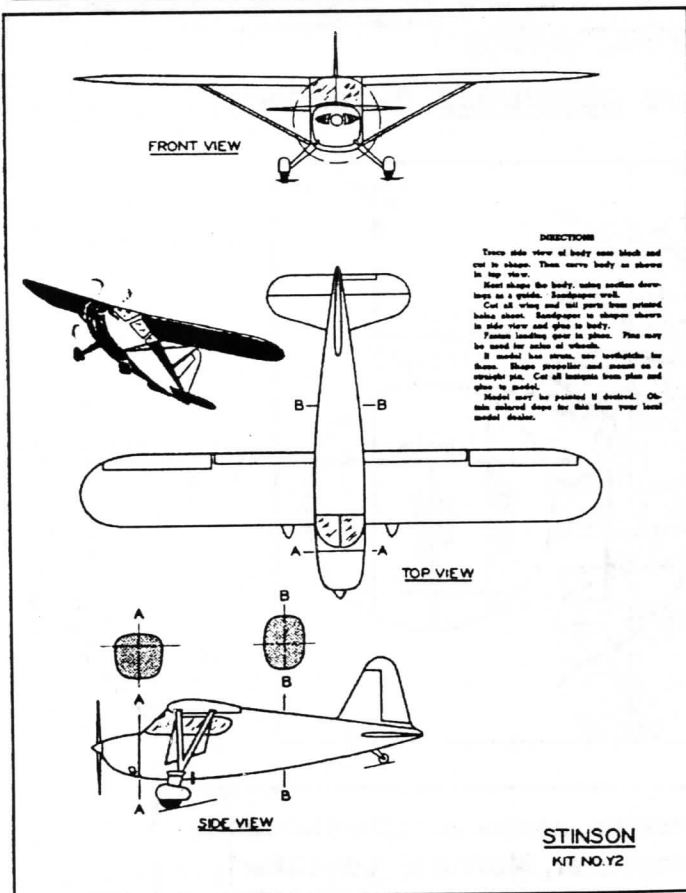 FRONT VIEW
DIRECTIONS
Trace side view of body onto block and
cut to shape. Then carve body as shown
in top view.
Next shape the body, using section draw-
ings as a guide. Sandpaper well.
Cut all wing and tail parts from printed
balsa sheet. Sandpaper to shapes shown
in side view and glue to body.
Fasten landing gear in place. Pins may
be used for axles of wheels.
If model has struts, use toothpicks for
them. Shape propeller and mount on a
straight pin. Cut all insignia from plan and
glue to model.
Model may be painted if desired. Ob-
tain colored dope for this from your local
model dealer.
B B
A A
TOP VIEW
A B
A B
A B
SIDE VIEW
STINSON
KIT NO. Y2